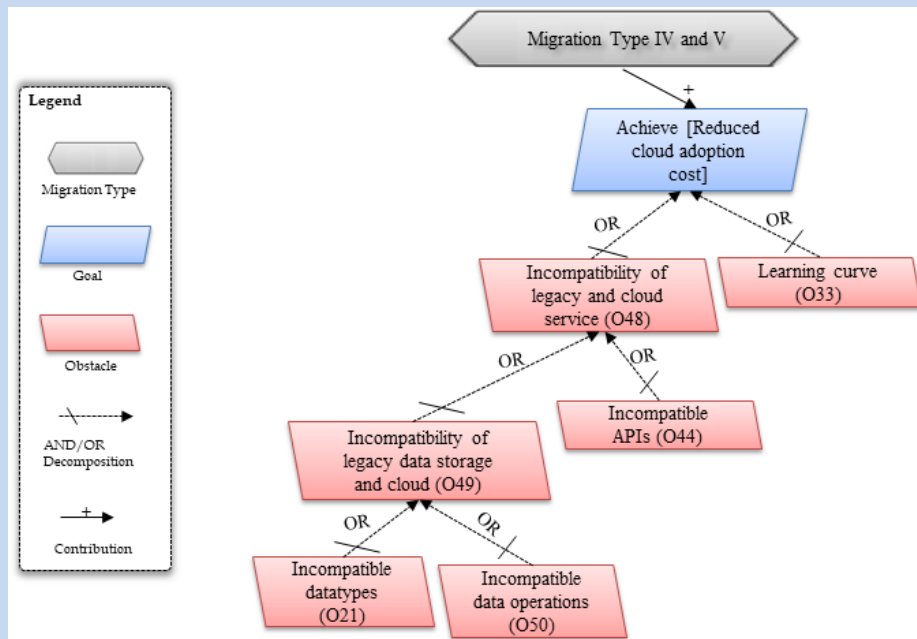 Migration Type IV and V
+
Legend
Migration Type
Goal
Obstacle
AND/OR
Decomposition
+
Contribution
Achieve [Reduced
cloud adoption
cost]
OR
OR
Incompatibility of
legacy and cloud
service (O48)
Learning curve
(O33)
OR
OR
Incompatible
APIs (O44)
Incompatibility of
legacy data storage
and cloud (O49)
OR
OR
Incompatible
datatypes
(O21)
Incompatible
data operations
(O50)